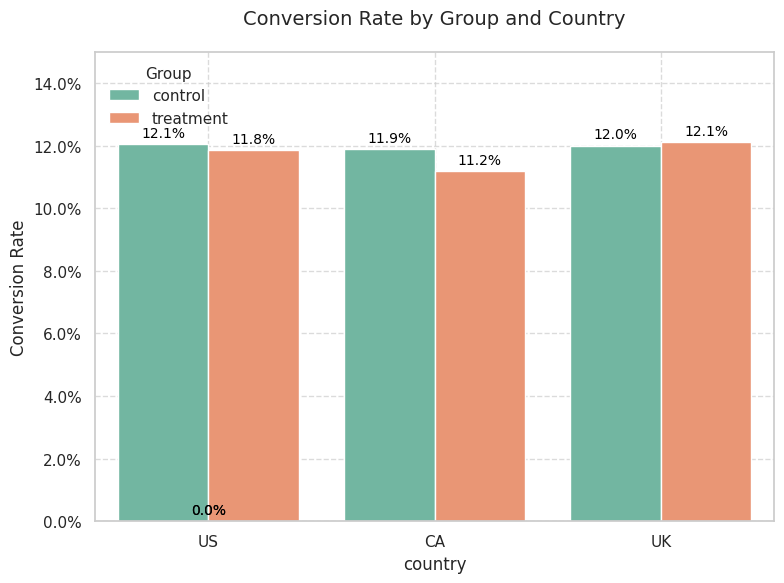 Conversion Rate by Group and Country
Group
control
treatment
14.0%
12.0%
10.0%
8.0%
6.0%
4.0%
2.0%
0.0%
Conversion Rate
12.1%
11.8%
11.9%
11.2%
12.0%
12.1%
0.0%
US
CA
UK
country